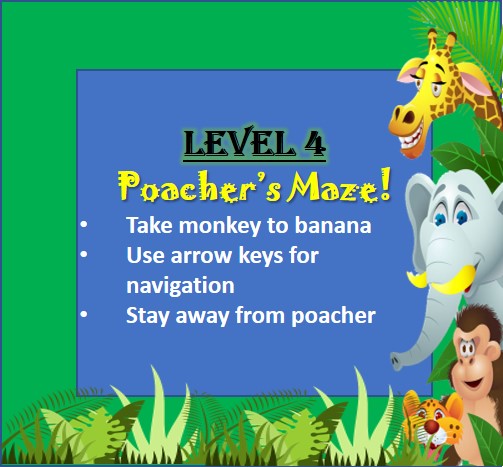 LEVEL 4
Poacher's Maze!
• Take monkey to banana
• Use arrow keys for
navigation
• Stay away from poacher